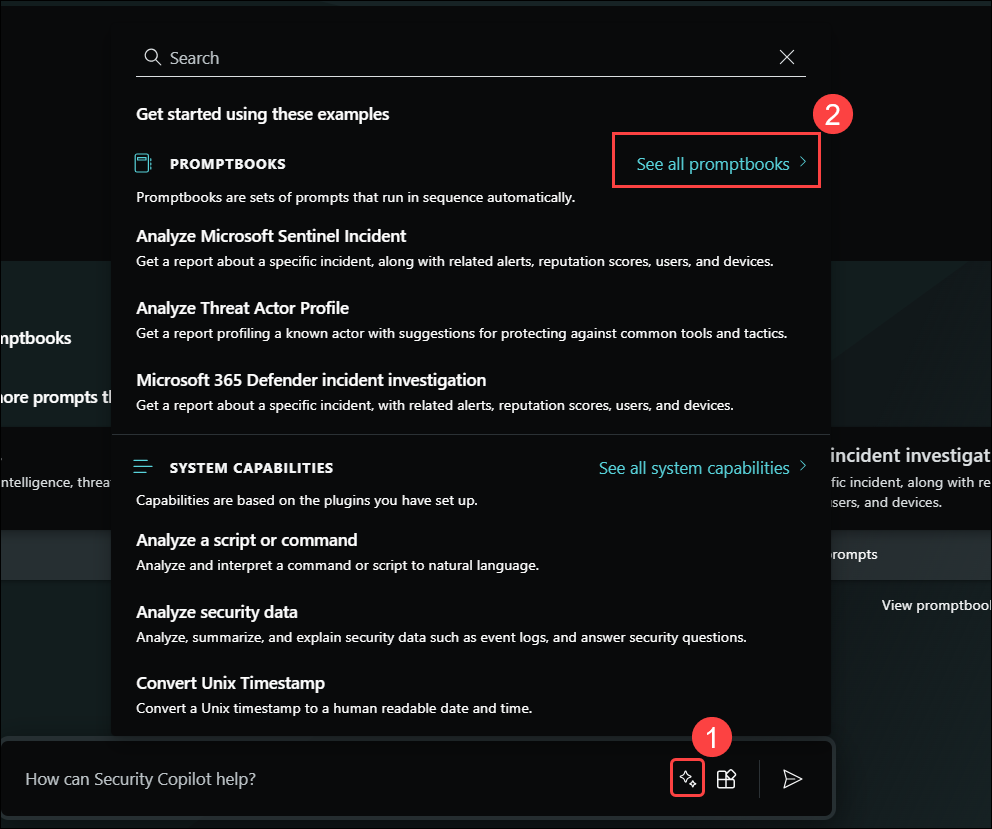 Search
Get started using these examples
2
PROMPTBOOKS
See all promptbooks
Promptbooks are sets of prompts that run in sequence automatically.
Analyze Microsoft Sentinel Incident
Get a report about a specific incident, along with related alerts, reputation scores, users, and devices.
Analyze Threat Actor Profile
Get a report profiling a known actor with suggestions for protecting against common tools and tactics.
Microsoft 365 Defender incident investigation
Get a report about a specific incident, with related alerts, reputation scores, users, and devices.
SYSTEM CAPABILITIES
See all system capabilities
Capabilities are based on the plugins you have set up.
Analyze a script or command
Analyze and interpret a command or script to natural language.
Analyze security data
Analyze, summarize, and explain security data such as event logs, and answer security questions.
Convert Unix Timestamp
Convert a Unix timestamp to a human readable date and time.
1
How can Security Copilot help?
mptbooks
ore prompts t
ntelligence, threa
incident investigat
fic incident, along with re
sers, and devices.
rompts
View promptbook